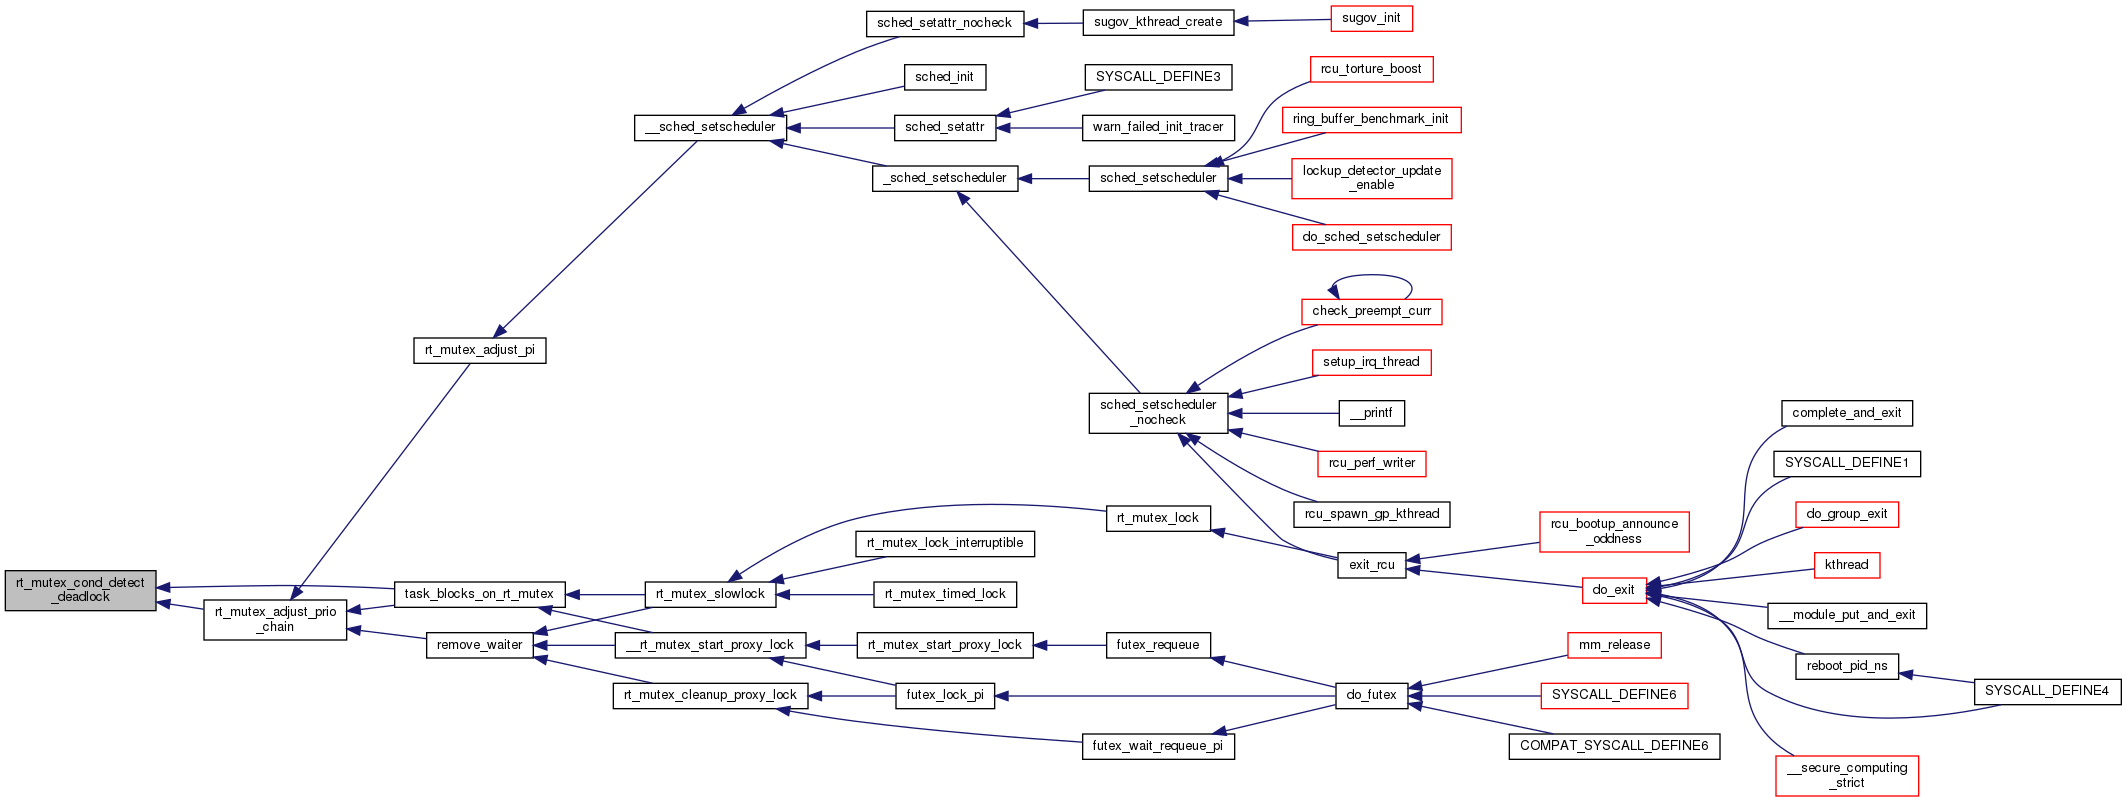 sched_setattr_nocheck
sugov_kthread_create
sugov_init
sched_init
SYSCALL_DEFINE3
rcu_torture_boost
__sched_setscheduler
sched_setattr
warn_failed_init_tracer
ring_buffer_benchmark_init
_sched_setscheduler
sched_setscheduler
lockup_detector_update
_enable
do_sched_setscheduler
check_preempt_curr
rt_mutex_adjust_pi
setup_irq_thread
sched_setscheduler
_nocheck
__printf
complete_and_exit
rcu_perf_writer
SYSCALL_DEFINE1
rcu_spawn_gp_kthread
rt_mutex_lock
do_group_exit
rcu_bootup_announce
_oddness
rt_mutex_lock_interruptible
exit_rcu
kthread
rt_mutex_cond_detect
_deadlock
task_blocks_on_rt_mutex
rt_mutex_slowlock
rt_mutex_timed_lock
do_exit
rt_mutex_adjust_prio
_chain
__module_put_and_exit
remove_waiter
__rt_mutex_start_proxy_lock
rt_mutex_start_proxy_lock
futex_requeue
mm_release
reboot_pid_ns
rt_mutex_cleanup_proxy_lock
futex_lock_pi
do_futex
SYSCALL_DEFINE6
SYSCALL_DEFINE4
futex_wait_requeue_pi
COMPAT_SYSCALL_DEFINE6
__secure_computing
_strict